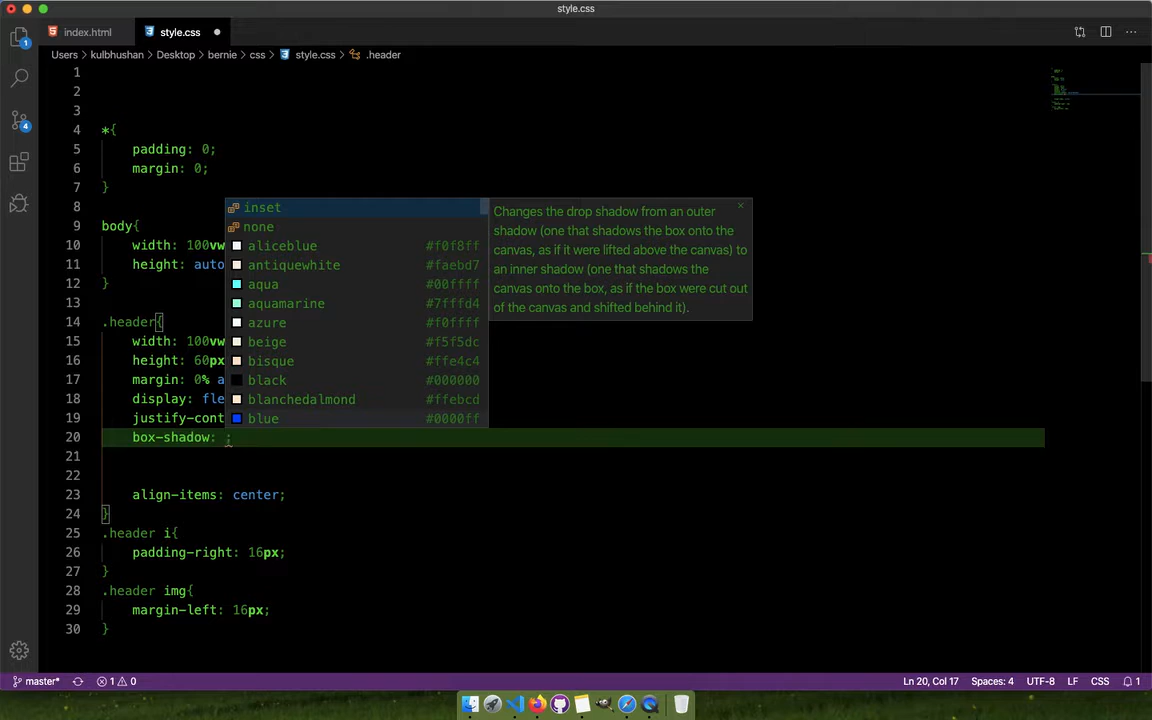 style.css
index.html
style.css
Users > kulbhushan > Desktop > bernie > css > style.css > .header
1
2
3
4 *{
5 padding: 0;
6 margin: 0;
7 }
8
9 body{
10 width: 100vw
11 height: auto
12 }
13
14 .header{
15 width: 100vw
16 height: 60px
17 margin: 0% a
18 display: fle
19 justify-cont
20 box-shadow: ;
21
22
23 align-items: center;
24 }
25 .header i{
26 padding-right: 16px;
27 }
28 .header img{
29 margin-left: 16px;
30 }
inset
none
aliceblue #f0f8ff
antiquewhite #faebd7
aqua #00ffff
aquamarine #7fffd4
azure #f0ffff
beige #f5f5dc
bisque #ffe4c4
black #000000
blanchedalmond #ffebcd
blue #0000ff
Changes the drop shadow from an outer
shadow (one that shadows the box onto the
canvas, as if it were lifted above the canvas) to
an inner shadow (one that shadows the
canvas onto the box, as if the box were cut out
of the canvas and shifted behind it).
1
4
master* 1 0 Ln 20, Col 17 Spaces: 4 UTF-8 LF CSS 1